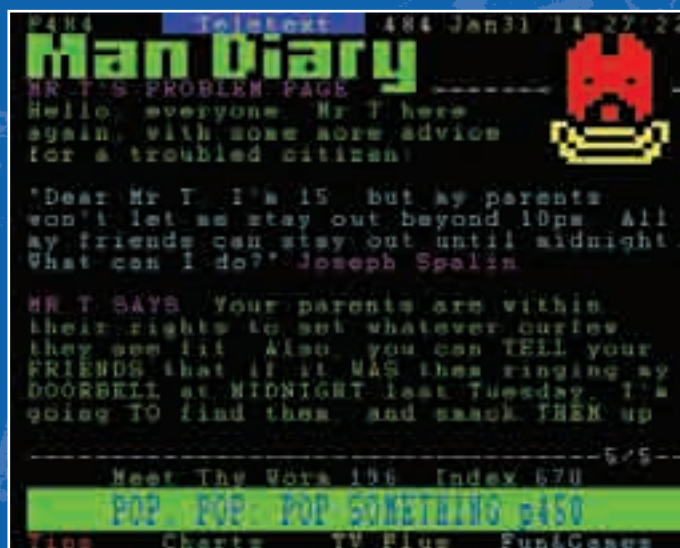 P484 Teletext 484 Jan31 14:27:22
Man Diary
MR T'S PROBLEM PAGE
Hello, everyone. Mr T here
again, with some more advice
for a troubled citizen:
"Dear Mr T. I'm 15, but my parents
won't let me stay out beyond 10pm. All
my friends can stay out until midnight.
What can I do?" Joseph Spalin
MR T SAYS: Your parents are within
their rights to set whatever curfew
they see fit. Also, you can TELL your
FRIENDS that if it WAS them ringing my
DOORBELL at MIDNIGHT last Tuesday, I'm
going TO find them, and smack THEM up
5/5
Meet Thy Worm 196 Index 670
POP, POP, POP SOMETHING p450
Tips Charts TV Plus Fun&Games